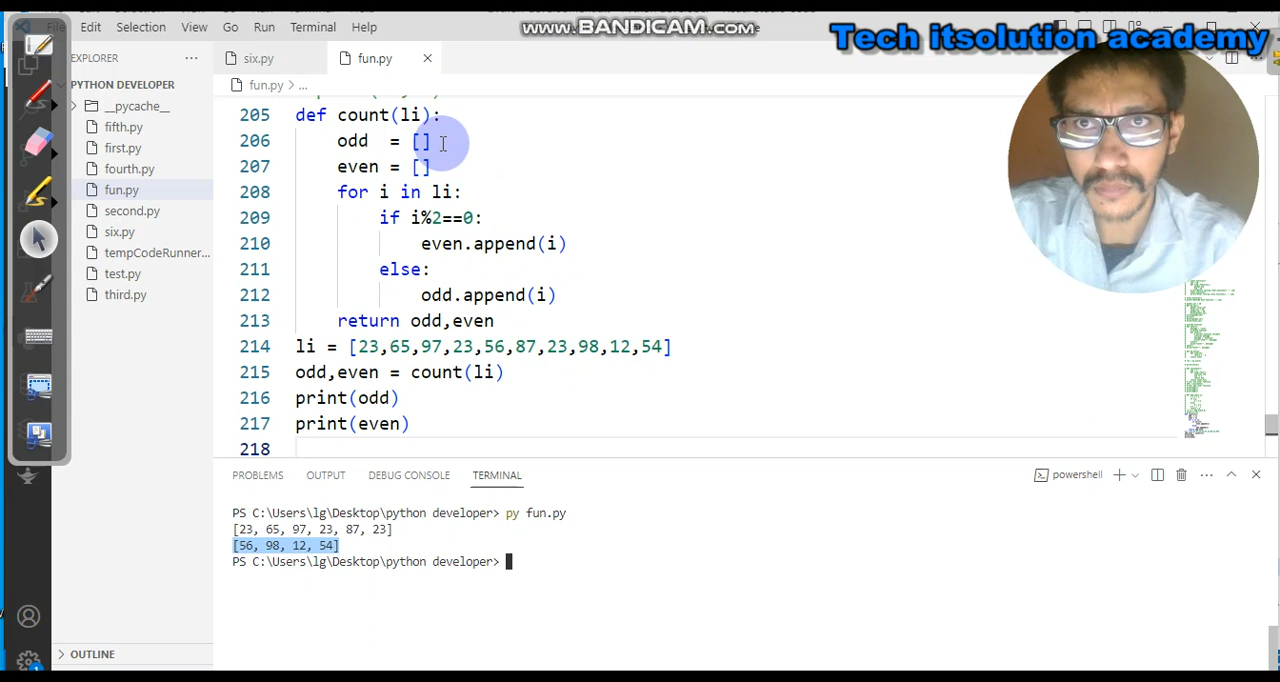 www.BANDICAM.com
Tech itsolution academy
File Edit Selection View Go Run Terminal Help
EXPLORER
six.py
fun.py
PYTHON DEVELOPER
fun.py > ...
__pycache__
fifth.py
first.py
fourth.py
fun.py
second.py
six.py
tempCodeRunner...
test.py
third.py
205 def count(li):
206 odd = []
207 even = []
208 for i in li:
209 if i%2==0:
210 even.append(i)
211 else:
212 odd.append(i)
213 return odd,even
214 li = [23,65,97,23,56,87,23,98,12,54]
215 odd,even = count(li)
216 print(odd)
217 print(even)
218
PROBLEMS OUTPUT DEBUG CONSOLE TERMINAL
powershell
PS C:\Users\lg\Desktop\python developer> py fun.py
[23, 65, 97, 23, 87, 23]
[56, 98, 12, 54]
PS C:\Users\lg\Desktop\python developer>
OUTLINE